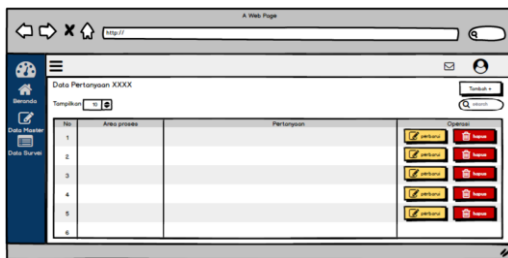 A Web Page
http://
Data Pertanyaan XXXX
Beranda
Tampilkan 10
Tambah +
search
Data Master
Data Survei
No Area proses Pertanyaan Operasi
1 perbarui hapus
2 perbarui hapus
3 perbarui hapus
4 perbarui hapus
5 perbarui hapus
6